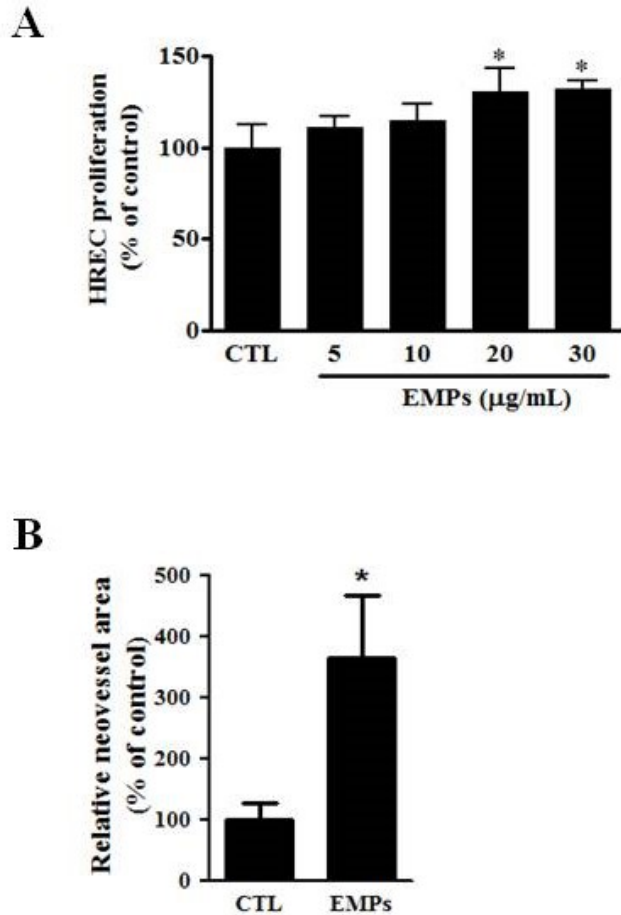 A
HREC proliferation
(% of control)
150
100
50
0
*
*
CTL
5
10
20
30
EMPs (μg/mL)
B
Relative neovessel area
(% of control)
500
400
300
200
100
0
*
CTL
EMPs